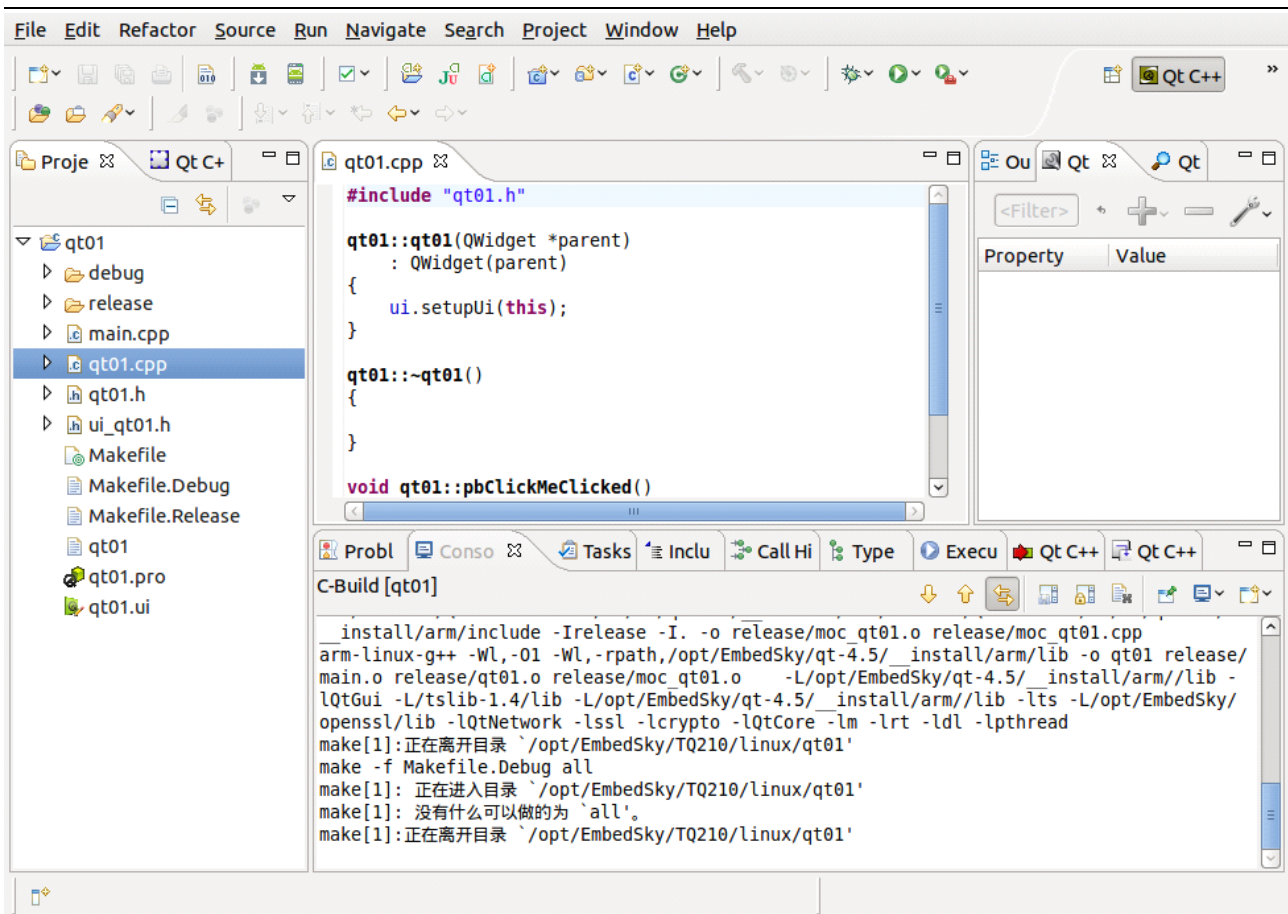 File Edit Refactor Source Run Navigate Search Project Window Help
Qt C++ »
Proje Qt C+
qt01
debug
release
main.cpp
qt01.cpp
qt01.h
ui_qt01.h
Makefile
Makefile.Debug
Makefile.Release
qt01
qt01.pro
qt01.ui
qt01.cpp
#include "qt01.h"
qt01::qt01(QWidget *parent)
: QWidget(parent)
{
ui.setupUi(this);
}
qt01::~qt01()
{
}
void qt01::pbClickMeClicked()
Ou Qt Qt
<Filter>
Property Value
Probl Conso Tasks Inclu Call Hi Type Execu Qt C++ Qt C++
C-Build [qt01]
__install/arm/include -Irelease -I. -o release/moc_qt01.o release/moc_qt01.cpp
arm-linux-g++ -Wl,-O1 -Wl,-rpath,/opt/EmbedSky/qt-4.5/__install/arm/lib -o qt01 release/
main.o release/qt01.o release/moc_qt01.o    -L/opt/EmbedSky/qt-4.5/__install/arm//lib -
lQtGui -L/tslib-1.4/lib -L/opt/EmbedSky/qt-4.5/__install/arm//lib -lts -L/opt/EmbedSky/
openssl/lib -lQtNetwork -lssl -lcrypto -lQtCore -lm -lrt -ldl -lpthread
make[1]:正在离开目录 `/opt/EmbedSky/TQ210/linux/qt01'
make -f Makefile.Debug all
make[1]: 正在进入目录 `/opt/EmbedSky/TQ210/linux/qt01'
make[1]: 没有什么可以做的为 `all'。
make[1]:正在离开目录 `/opt/EmbedSky/TQ210/linux/qt01'